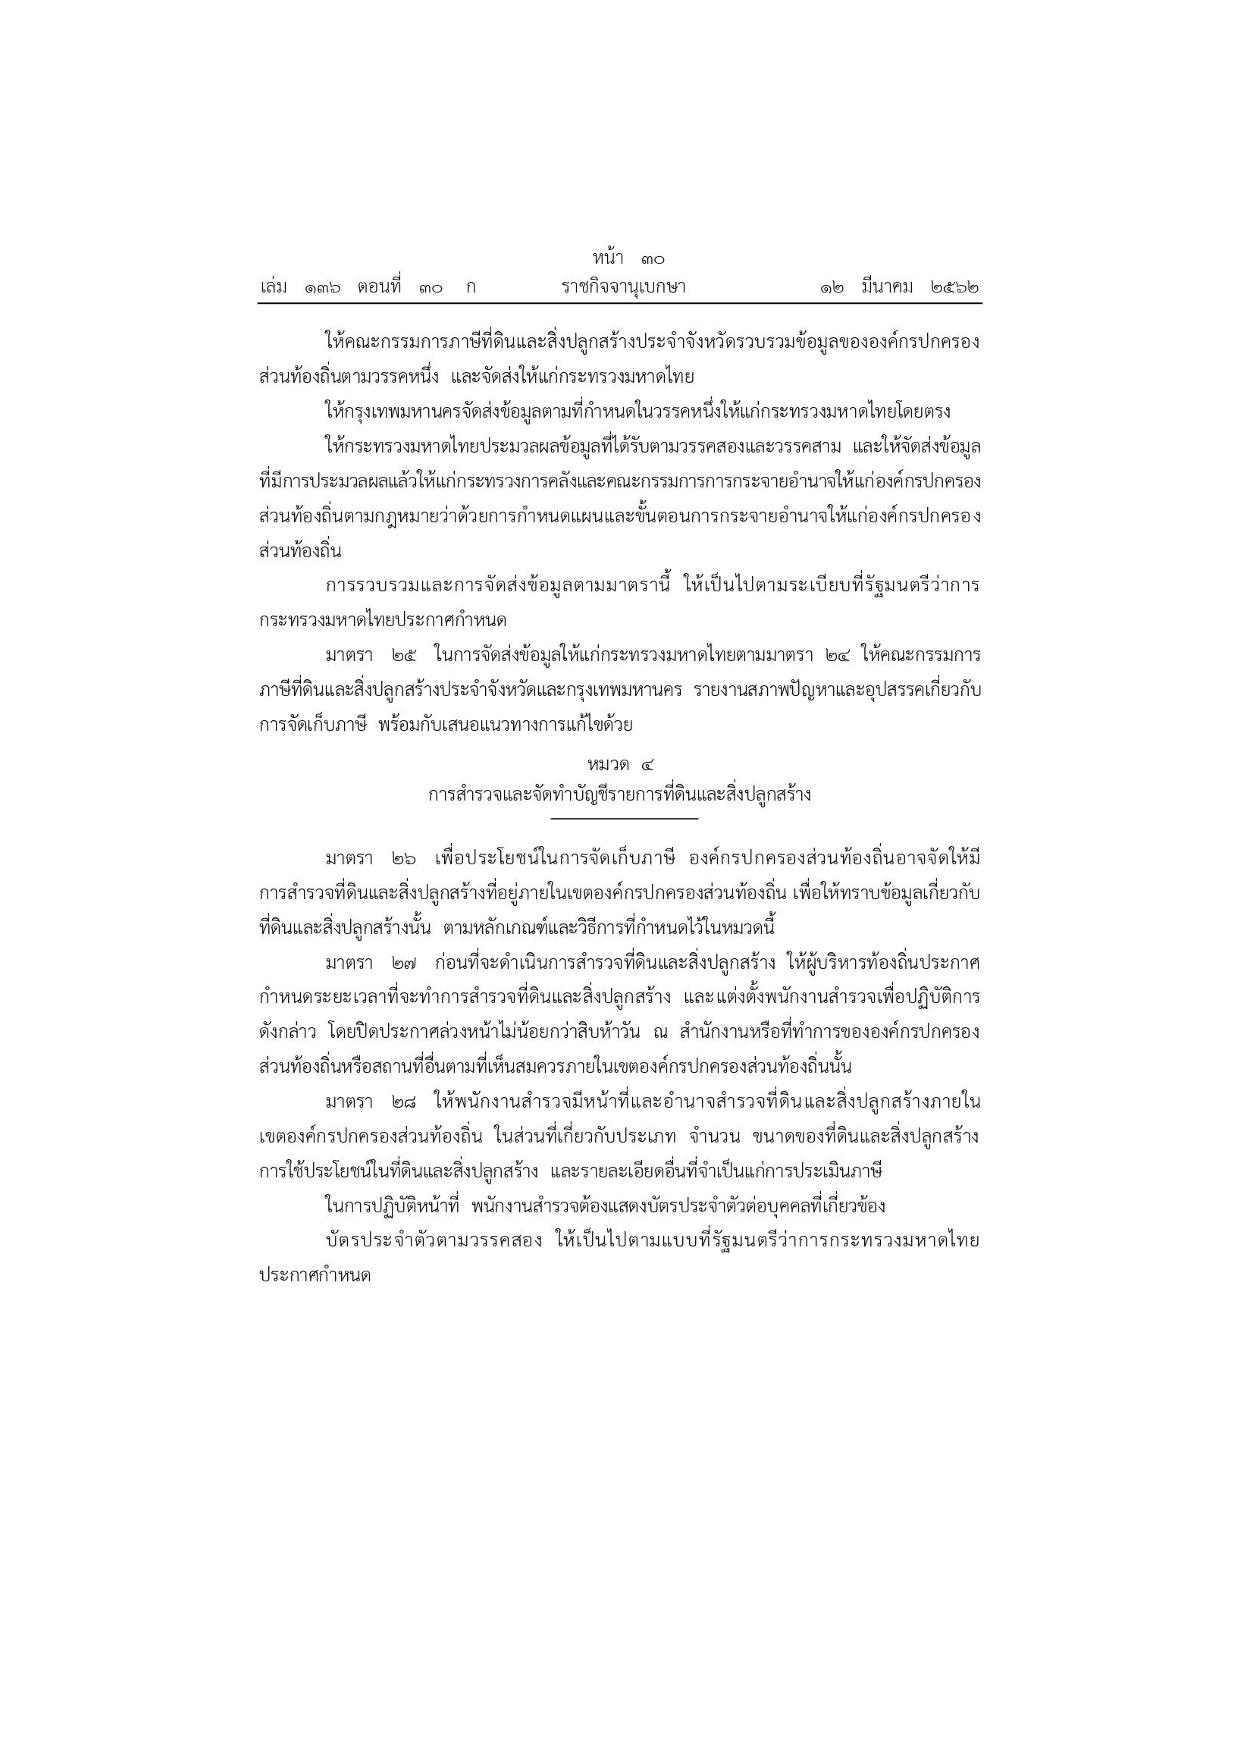 หน้า ๓๐
เล่ม ๑๓๖ ตอนที่ ๓๐ ก ราชกิจจานุเบกษา ๑๒ มีนาคม ๒๕๖๒
ให้คณะกรรมการภาษีที่ดินและสิ่งปลูกสร้างประจำจังหวัดรวบรวมข้อมูลขององค์กรปกครอง
ส่วนท้องถิ่นตามวรรคหนึ่ง และจัดส่งให้แก่กระทรวงมหาดไทย
ให้กรุงเทพมหานครจัดส่งข้อมูลตามที่กำหนดในวรรคหนึ่งให้แก่กระทรวงมหาดไทยโดยตรง
ให้กระทรวงมหาดไทยประมวลผลข้อมูลที่ได้รับตามวรรคสองและวรรคสาม และให้จัดส่งข้อมูล
ที่มีการประมวลผลแล้วให้แก่กระทรวงการคลังและคณะกรรมการการกระจายอำนาจให้แก่องค์กรปกครอง
ส่วนท้องถิ่นตามกฎหมายว่าด้วยการกำหนดแผนและขั้นตอนการกระจายอำนาจให้แก่องค์กรปกครอง
ส่วนท้องถิ่น
การรวบรวมและการจัดส่งข้อมูลตามมาตรานี้ ให้เป็นไปตามระเบียบที่รัฐมนตรีว่าการ
กระทรวงมหาดไทยประกาศกำหนด
มาตรา ๒๕ ในการจัดส่งข้อมูลให้แก่กระทรวงมหาดไทยตามมาตรา ๒๔ ให้คณะกรรมการ
ภาษีที่ดินและสิ่งปลูกสร้างประจำจังหวัดและกรุงเทพมหานคร รายงานสภาพปัญหาและอุปสรรคเกี่ยวกับ
การจัดเก็บภาษี พร้อมกับเสนอแนวทางการแก้ไขด้วย
หมวด ๔
การสำรวจและจัดทำบัญชีรายการที่ดินและสิ่งปลูกสร้าง
มาตรา ๒๖ เพื่อประโยชน์ในการจัดเก็บภาษี องค์กรปกครองส่วนท้องถิ่นอาจจัดให้มี
การสำรวจที่ดินและสิ่งปลูกสร้างที่อยู่ภายในเขตองค์กรปกครองส่วนท้องถิ่น เพื่อให้ทราบข้อมูลเกี่ยวกับ
ที่ดินและสิ่งปลูกสร้างนั้น ตามหลักเกณฑ์และวิธีการที่กำหนดไว้ในหมวดนี้
มาตรา ๒๗ ก่อนที่จะดำเนินการสำรวจที่ดินและสิ่งปลูกสร้าง ให้ผู้บริหารท้องถิ่นประกาศ
กำหนดระยะเวลาที่จะทำการสำรวจที่ดินและสิ่งปลูกสร้าง และแต่งตั้งพนักงานสำรวจเพื่อปฏิบัติการ
ดังกล่าว โดยปิดประกาศล่วงหน้าไม่น้อยกว่าสิบห้าวัน ณ สำนักงานหรือที่ทำการขององค์กรปกครอง
ส่วนท้องถิ่นหรือสถานที่อื่นตามที่เห็นสมควรภายในเขตองค์กรปกครองส่วนท้องถิ่นนั้น
มาตรา ๒๘ ให้พนักงานสำรวจมีหน้าที่และอำนาจสำรวจที่ดินและสิ่งปลูกสร้างภายใน
เขตองค์กรปกครองส่วนท้องถิ่น ในส่วนที่เกี่ยวกับประเภท จำนวน ขนาดของที่ดินและสิ่งปลูกสร้าง
การใช้ประโยชน์ในที่ดินและสิ่งปลูกสร้าง และรายละเอียดอื่นที่จำเป็นแก่การประเมินภาษี
ในการปฏิบัติหน้าที่ พนักงานสำรวจต้องแสดงบัตรประจำตัวต่อบุคคลที่เกี่ยวข้อง
บัตรประจำตัวตามวรรคสอง ให้เป็นไปตามแบบที่รัฐมนตรีว่าการกระทรวงมหาดไทย
ประกาศกำหนด